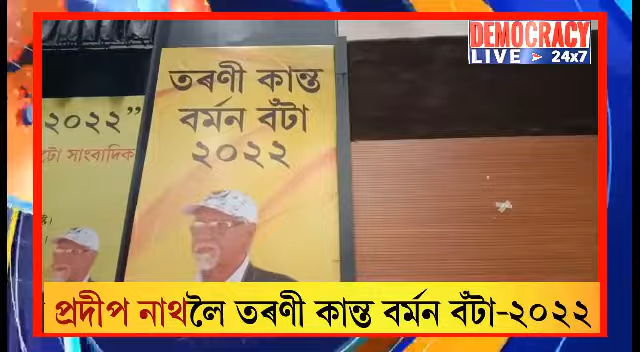 DEMOCRACY
LIVE 24x7
তৰণী কান্ত
বৰ্মন বঁটা
২০২২
২০২২”
টো সাংবাদিক
প্ৰদীপ নাথলৈ তৰণী কান্ত বৰ্মন বঁটা-২০২২